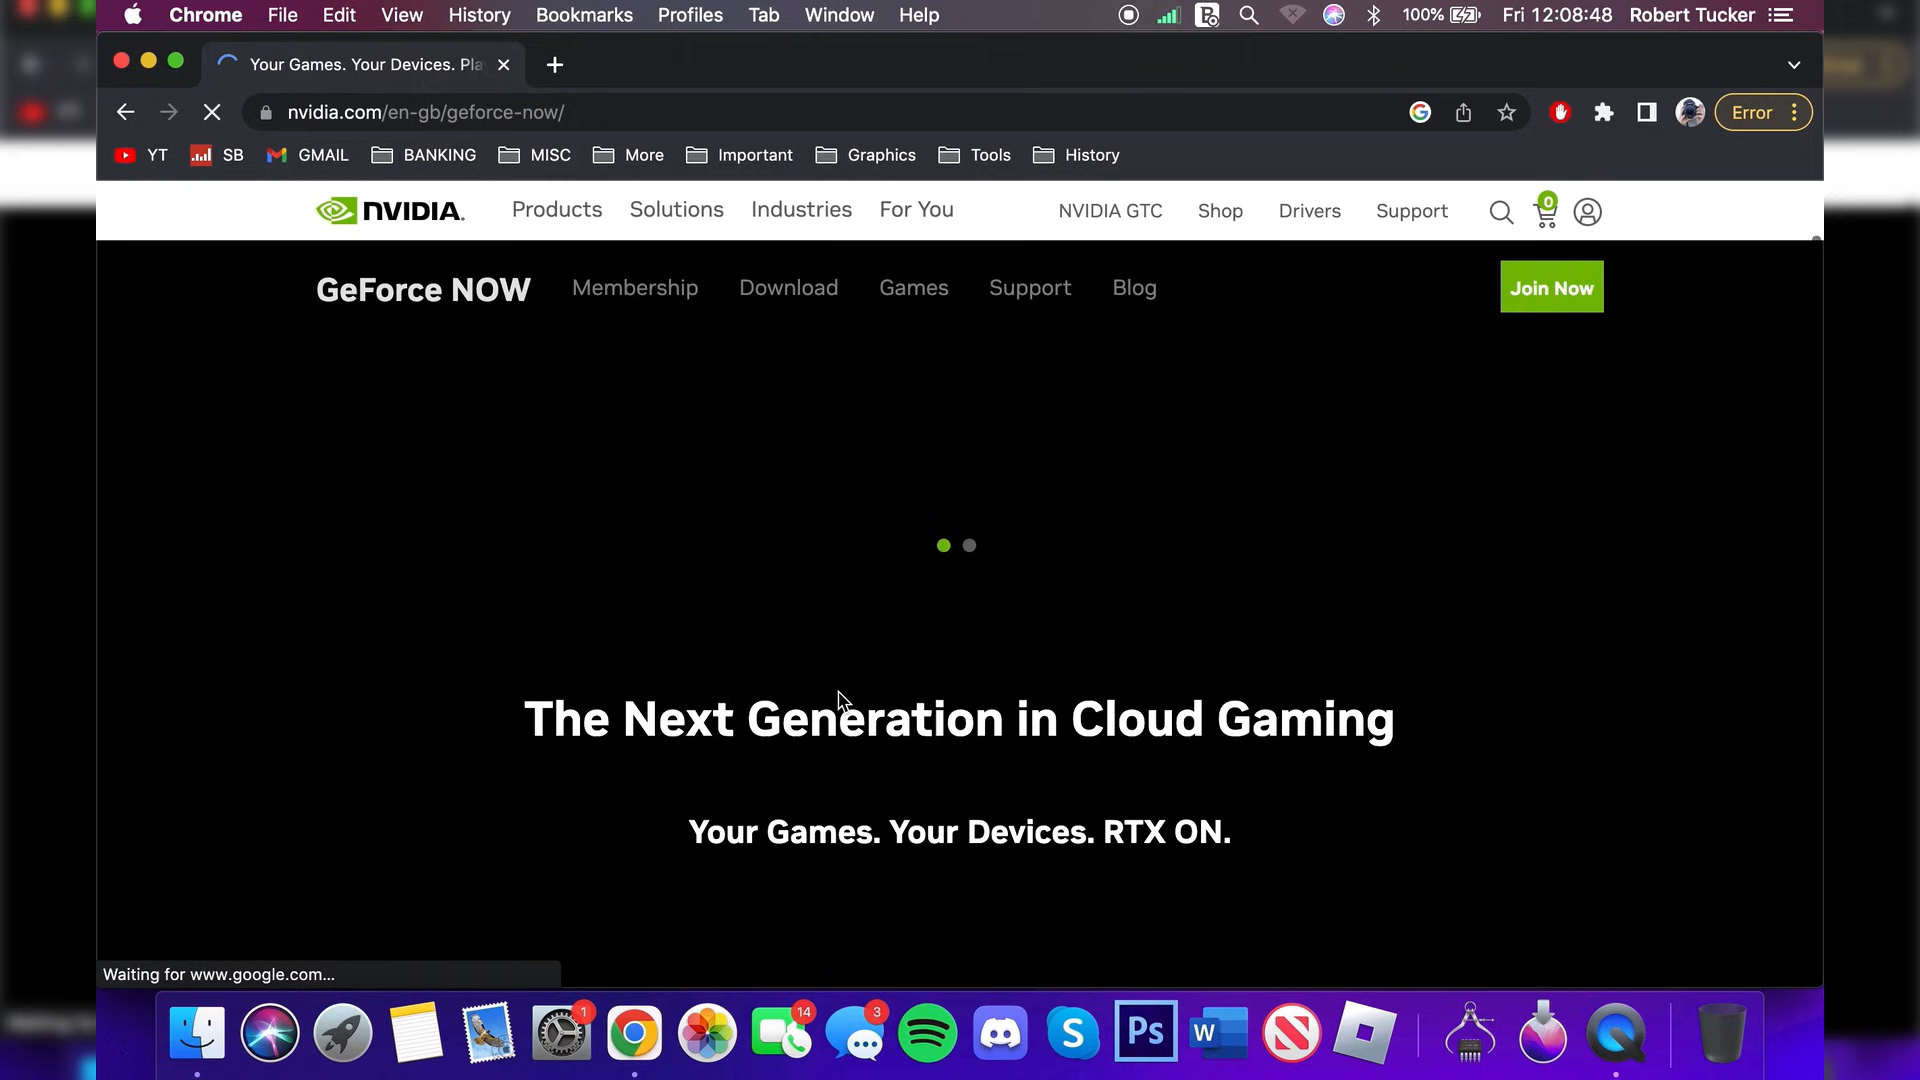 Chrome File Edit View History Bookmarks Profiles Tab Window Help 100% Fri 12:08:48 Robert Tucker
Your Games. Your Devices. Pla
nvidia.com/en-gb/geforce-now/ Error
YT SB GMAIL BANKING MISC More Important Graphics Tools History
NVIDIA. Products Solutions Industries For You NVIDIA GTC Shop Drivers Support 0
GeForce NOW Membership Download Games Support Blog Join Now
The Next Generation in Cloud Gaming
Your Games. Your Devices. RTX ON.
Waiting for www.google.com...
1 14 3
S Ps W